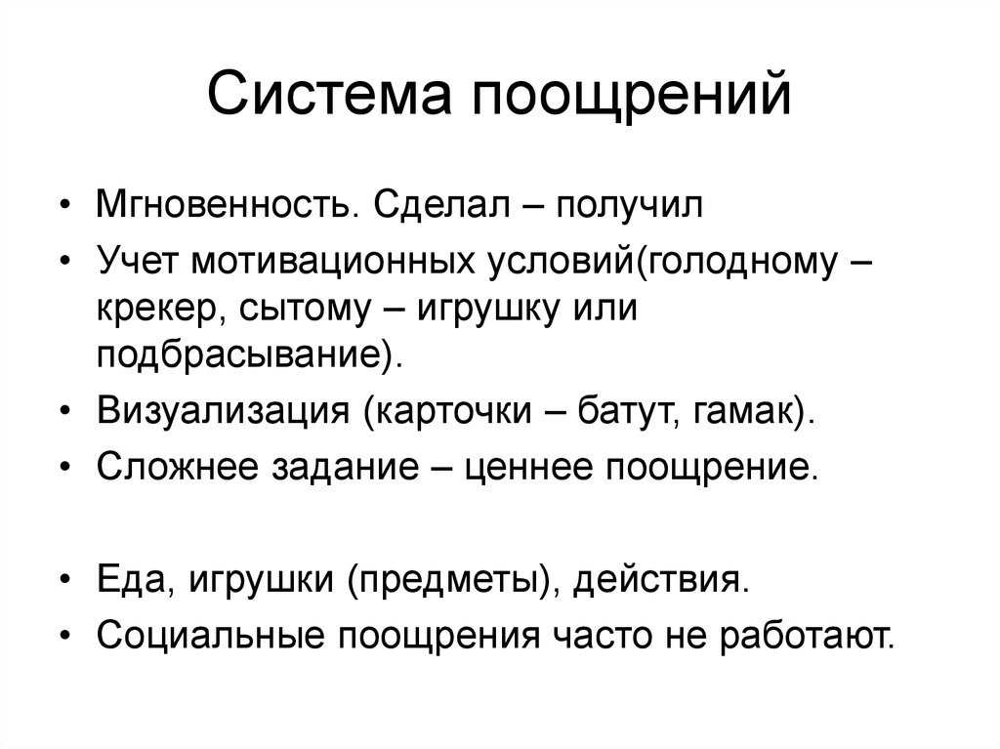 Система поощрений
• Мгновенность. Сделал – получил
• Учет мотивационных условий(голодному –
крекер, сытому – игрушку или
подбрасывание).
• Визуализация (карточки – батут, гамак).
• Сложнее задание – ценнее поощрение.
• Еда, игрушки (предметы), действия.
• Социальные поощрения часто не работают.